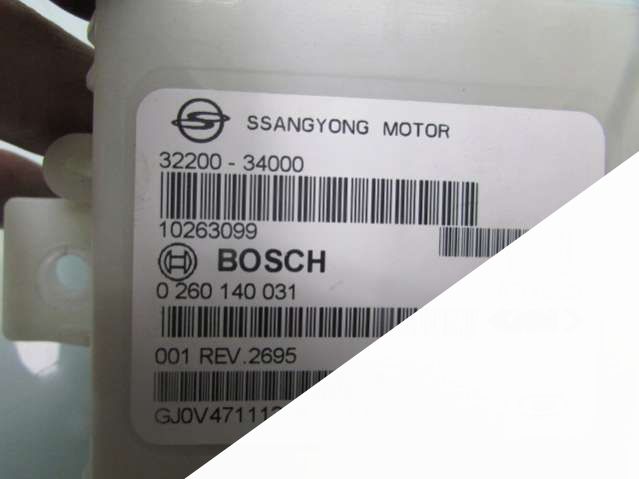 SSANGYONG MOTOR
32200 - 34000
10263099
BOSCH
0 260 140 031
001 REV.2695